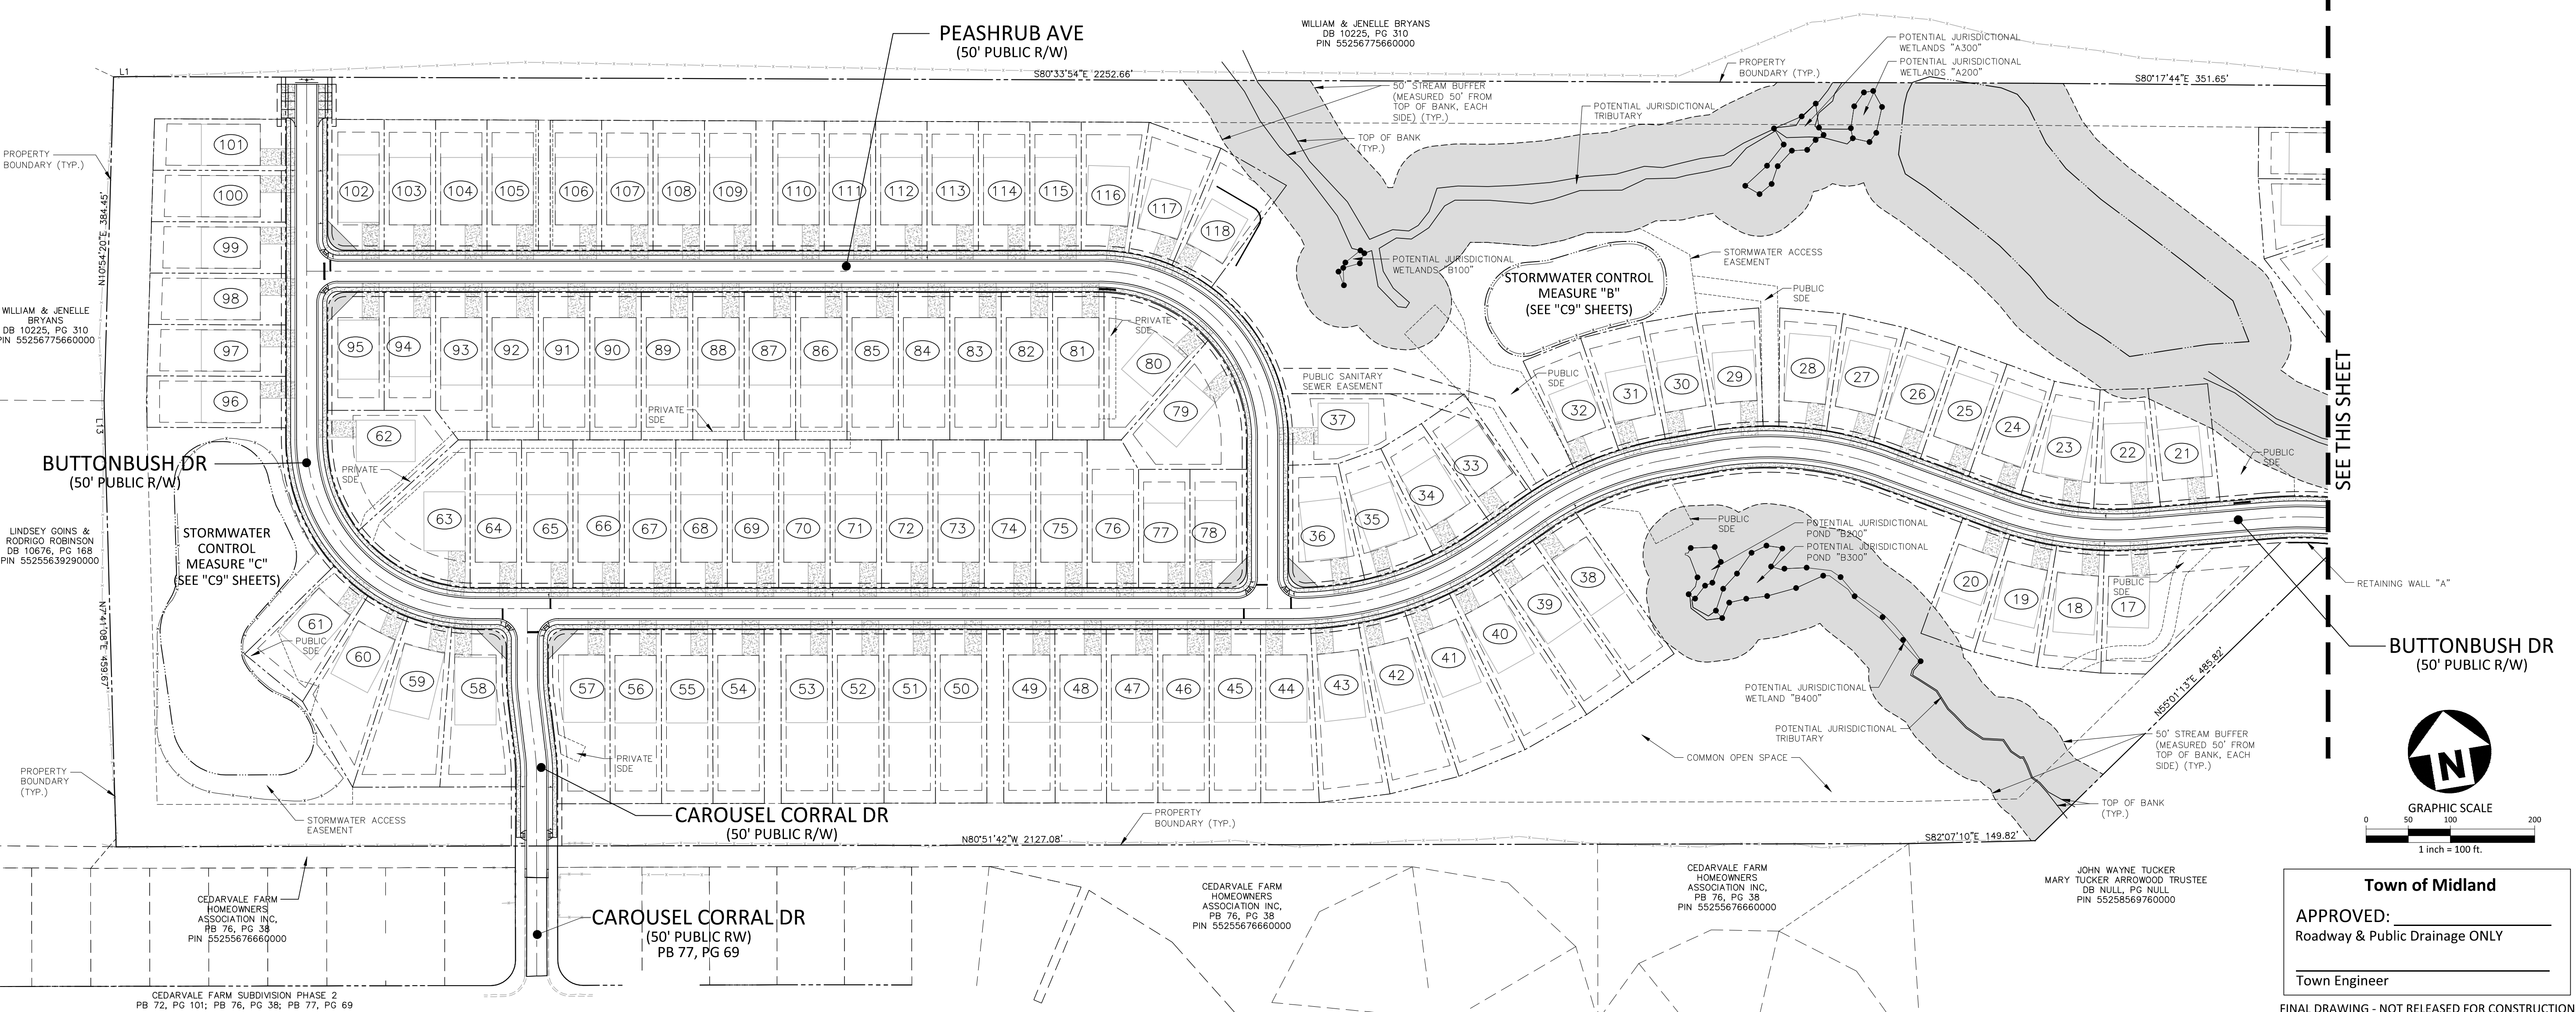 PEASHRUB AVE
(50' PUBLIC R/W)
WILLIAM & JENELLE BRYANS
DB 10225, PG 310
PIN 55256775660000
POTENTIAL JURISDICTIONAL
WETLANDS "A300"
POTENTIAL JURISDICTIONAL
WETLANDS "A200"
L1
S80°33'54"E 2252.66'
PROPERTY
BOUNDARY (TYP.)
S80°17'44"E 351.65'
50' STREAM BUFFER
(MEASURED 50' FROM
TOP OF BANK, EACH
SIDE) (TYP.)
POTENTIAL JURISDICTIONAL
TRIBUTARY
TOP OF BANK
(TYP.)
PROPERTY
BOUNDARY (TYP.)
N10°54'20"E 384.45'
101
100
99
98
97
96
102
103
104
105
106
107
108
109
110
111
112
113
114
115
116
117
118
POTENTIAL JURISDICTIONAL
WETLANDS "B100"
STORMWATER ACCESS
EASEMENT
STORMWATER CONTROL
MEASURE "B"
(SEE "C9" SHEETS)
PUBLIC
SDE
WILLIAM & JENELLE
BRYANS
DB 10225, PG 310
PIN 55256775660000
95
94
93
92
91
90
89
88
87
86
85
84
83
82
81
80
79
PRIVATE
SDE
PRIVATE
SDE
PUBLIC SANITARY
SEWER EASEMENT
PUBLIC
SDE
32
31
30
29
28
27
26
25
24
23
22
21
PUBLIC
SDE
SEE THIS SHEET
L13
BUTTONBUSH DR
(50' PUBLIC R/W)
62
PRIVATE
SDE
63
64
65
66
67
68
69
70
71
72
73
74
75
76
77
78
37
36
35
34
33
LINDSEY GOINS &
RODRIGO ROBINSON
DB 10676, PG 168
PIN 55255639290000
STORMWATER
CONTROL
MEASURE "C"
(SEE "C9" SHEETS)
PUBLIC
SDE
POTENTIAL JURISDICTIONAL
POND "B200"
POTENTIAL JURISDICTIONAL
POND "B300"
20
19
18
17
PUBLIC
SDE
RETAINING WALL "A"
BUTTONBUSH DR
(50' PUBLIC R/W)
N7°41'08"E 459.67'
61
60
59
58
PUBLIC
SDE
57
56
55
54
53
52
51
50
49
48
47
46
45
44
43
42
41
40
39
38
POTENTIAL JURISDICTIONAL
WETLAND "B400"
POTENTIAL JURISDICTIONAL
TRIBUTARY
N55°01'13"E 485.82'
50' STREAM BUFFER
(MEASURED 50' FROM
TOP OF BANK, EACH
SIDE) (TYP.)
COMMON OPEN SPACE
PRIVATE
SDE
PROPERTY
BOUNDARY
(TYP.)
STORMWATER ACCESS
EASEMENT
CAROUSEL CORRAL DR
(50' PUBLIC R/W)
PROPERTY
BOUNDARY (TYP.)
N80°51'42"W 2127.08'
S82°07'10"E 149.82'
TOP OF BANK
(TYP.)
N
GRAPHIC SCALE
0 50 100 200
1 inch = 100 ft.
CEDARVALE FARM
HOMEOWNERS
ASSOCIATION INC,
PB 76, PG 38
PIN 55255676660000
CAROUSEL CORRAL DR
(50' PUBLIC RW)
PB 77, PG 69
CEDARVALE FARM
HOMEOWNERS
ASSOCIATION INC,
PB 76, PG 38
PIN 55255676660000
CEDARVALE FARM
HOMEOWNERS
ASSOCIATION INC,
PB 76, PG 38
PIN 55255676660000
JOHN WAYNE TUCKER
MARY TUCKER ARROWOOD TRUSTEE
DB NULL, PG NULL
PIN 55258569760000
CEDARVALE FARM SUBDIVISION PHASE 2
PB 72, PG 101; PB 76, PG 38; PB 77, PG 69
Town of Midland
APPROVED:
Roadway & Public Drainage ONLY
Town Engineer
FINAL DRAWING - NOT RELEASED FOR CONSTRUCTION